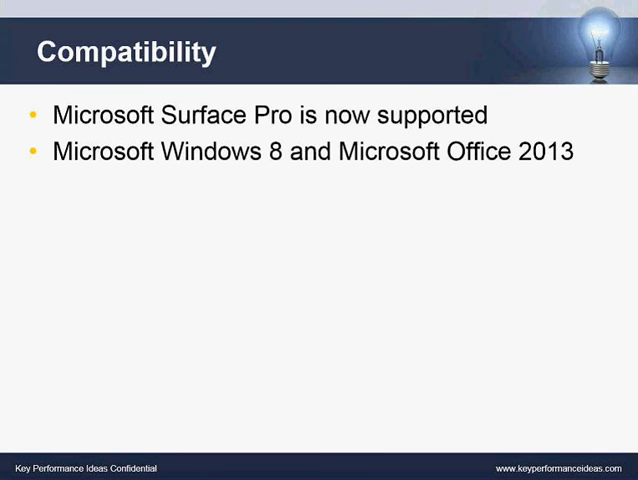 Compatibility
• Microsoft Surface Pro is now supported
• Microsoft Windows 8 and Microsoft Office 2013
Key Performance Ideas Confidential
www.keyperformanceideas.com